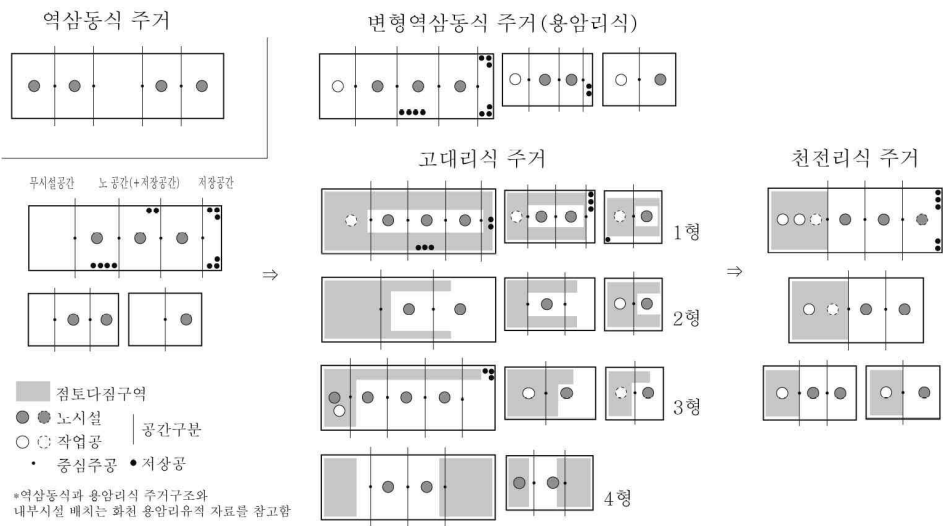 역삼동식 주거
변형역삼동식 주거(용암리식)
고대리식 주거
천전리식 주거
무시설공간 노 공간(+저장공간) 저장공간
1형
⇒
⇒
2형
3형
4형
점토다짐구역
노시설
작업공
공간구분
중심주공 저장공
*역삼동식과 용암리식 주거구조와
내부시설 배치는 화천 용암리유적 자료를 참고함